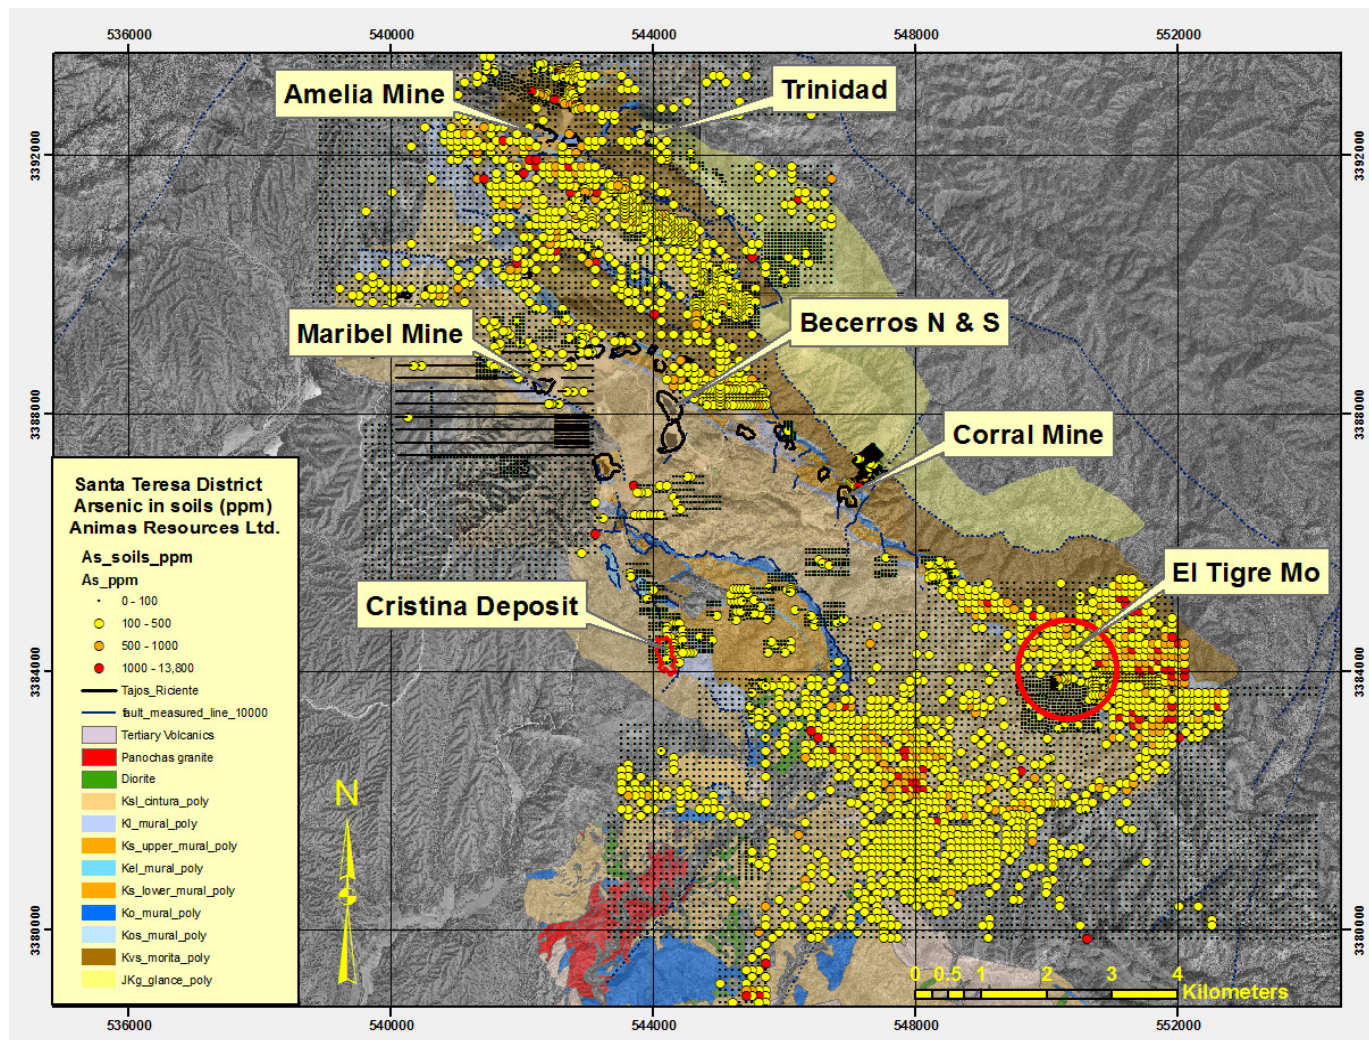 536000
540000
544000
548000
552000
Amelia Mine
Trinidad
3392000
3392000
Maribel Mine
Becerros N & S
3388000
3388000
Corral Mine
Santa Teresa District
Arsenic in soils (ppm)
Animas Resources Ltd.
As_soils_ppm
As_ppm
0 - 100
100 - 500
500 - 1000
1000 - 13,800
Tajos_Riciente
fault_measured_line_10000
Tertiary Volcanics
Panochas granite
Diorite
Ksl_cintura_poly
Kl_mural_poly
Ks_upper_mural_poly
Kel_mural_poly
Ks_lower_mural_poly
Ko_mural_poly
Kos_mural_poly
Kvs_morita_poly
JKg_glance_poly
El Tigre Mo
Cristina Deposit
3384000
3384000
N
3380000
3380000
0 0.5 1 2 3 4
Kilometers
536000
540000
544000
548000
552000